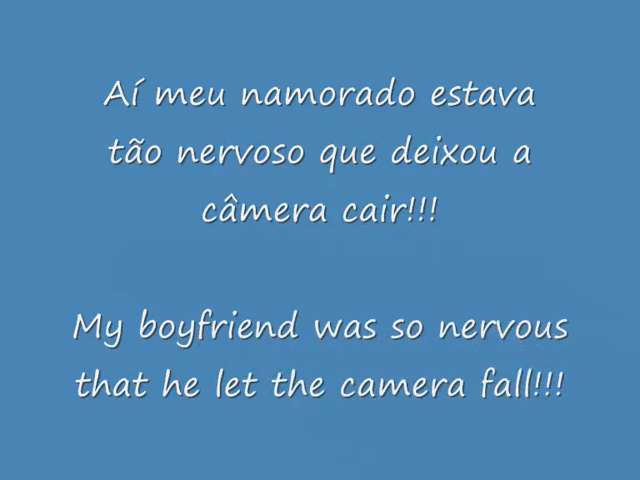 Aí meu namorado estava
tão nervoso que deixou a
câmera cair!!!
My boyfriend was so nervous
that he let the camera fall!!!